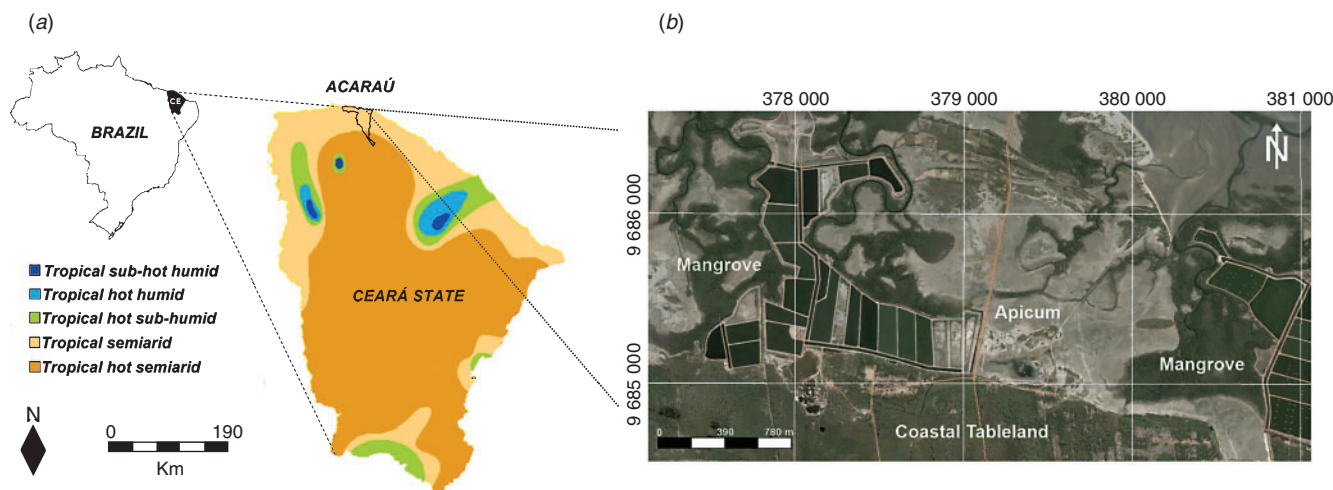 (a)
CE
BRAZIL
ACARAÚ
CEARÁ STATE
Tropical sub-hot humid
Tropical hot humid
Tropical hot sub-humid
Tropical semiarid
Tropical hot semiarid
N
0 190
Km
(b)
378 000 379 000 380 000 381 000
9 686 000
9 685 000
N
Mangrove
Apicum
Mangrove
Coastal Tableland
0 390 780 m